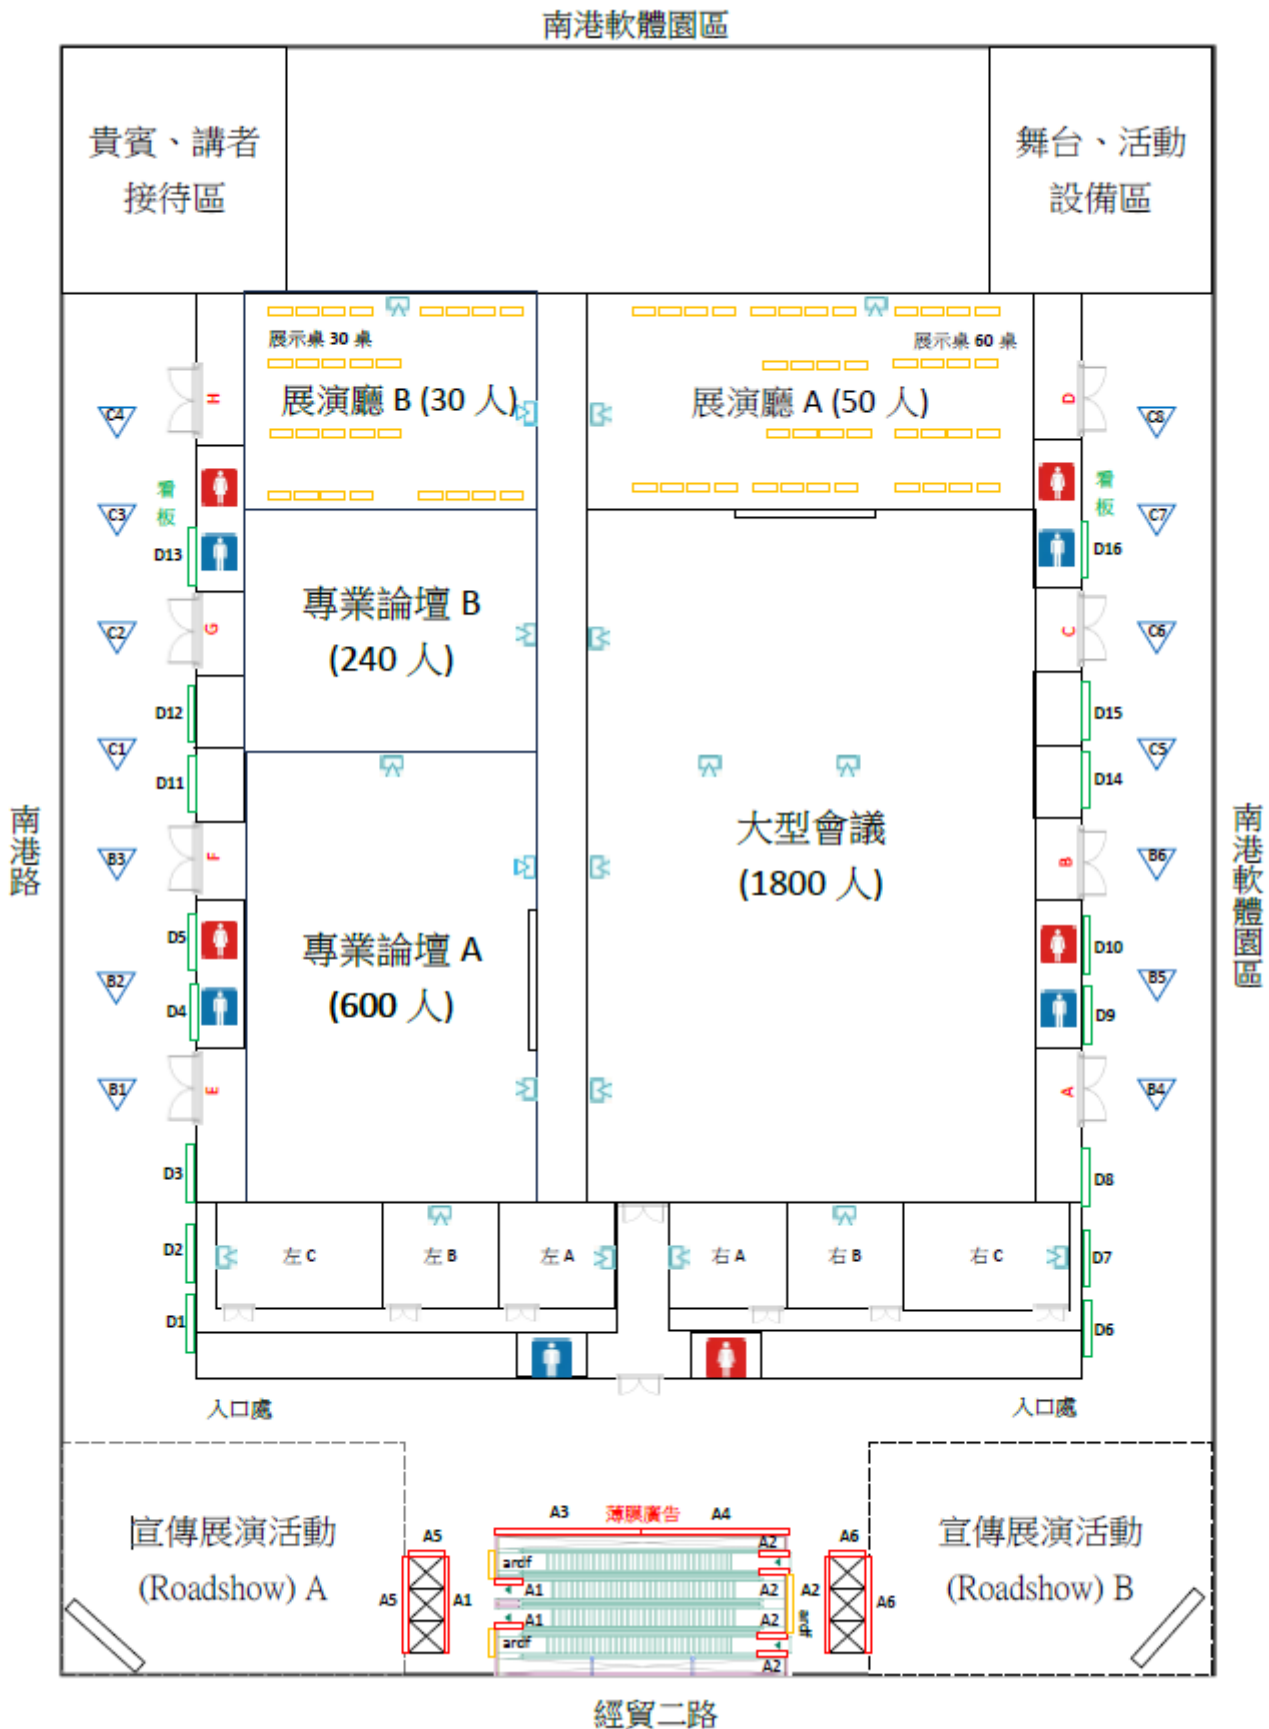 南港軟體園區
貴賓、講者
接待區
舞台、活動
設備區
展示桌 30 桌
展示桌 60 桌
展演廳 B (30 人)
展演廳 A (50 人)
H
D
C4
C8
看板
看板
C3
C7
D13
D16
專業論壇 B
(240 人)
C2
G
C
C6
D12
D15
C1
C5
D11
D14
南港路
南港軟體園區
大型會議
(1800 人)
B3
F
B
B6
D5
D10
專業論壇 A
(600 人)
B2
B5
D4
D9
B1
E
A
B4
D3
D8
D2
左 C
左 B
左 A
右 A
右 B
右 C
D7
D1
D6
入口處
入口處
宣傳展演活動
(Roadshow) A
宣傳展演活動
(Roadshow) B
A3
薄膜廣告
A4
A5
A2
A6
ardf
A5
A1
A1
A2
A2
A6
A1
A2
ardf
ardf
A2
經貿二路